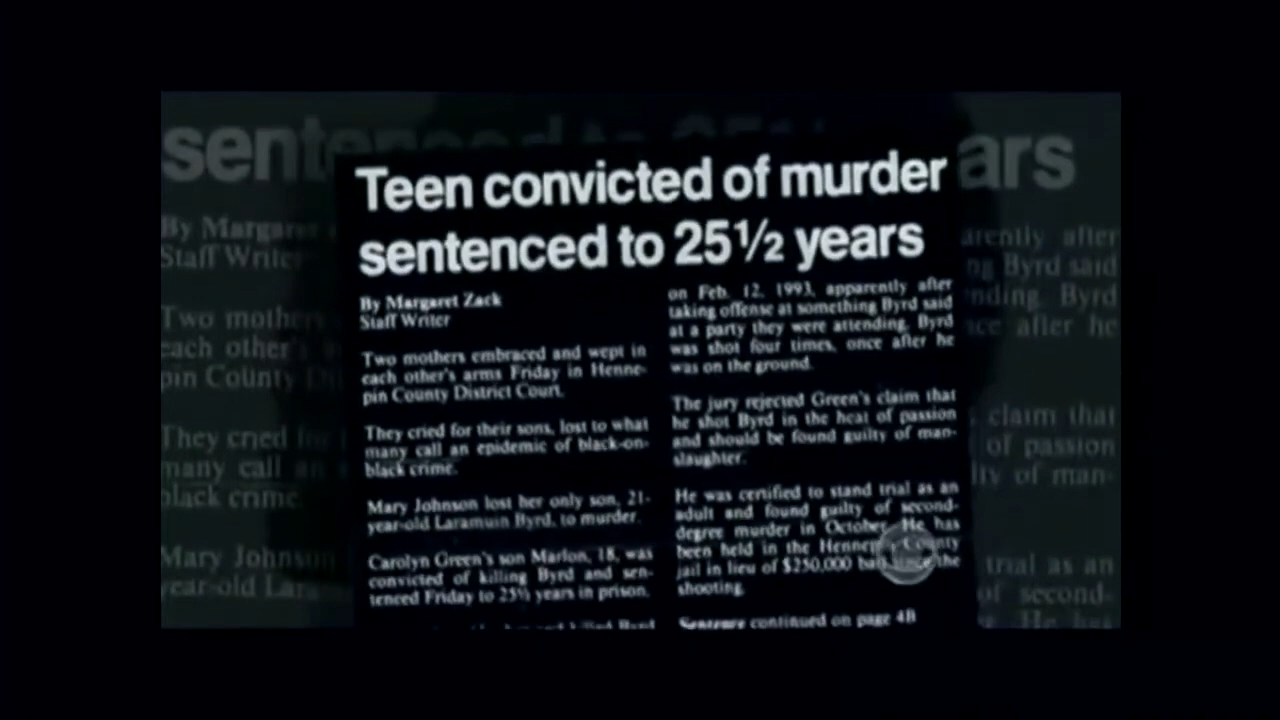 Teen convicted of murder
sentenced to 25½ years
By Margaret Zack
Staff Writer
Two mothers embraced and wept in
each other's arms Friday in Henne-
pin County District Court.
They cried for their sons, lost to what
many call an epidemic of black-on-
black crime.
Mary Johnson lost her only son, 21-
year-old Laramuin Byrd, to murder.
Carolyn Green's son Marlon, 18, was
convicted of killing Byrd and sen-
tenced Friday to 25½ years in prison.
on Feb. 12, 1993, apparently after
taking offense at something Byrd said
at a party they were attending. Byrd
was shot four times, once after he
was on the ground.
The jury rejected Green's claim that
he shot Byrd in the heat of passion
and should be found guilty of man-
slaughter.
He was certified to stand trial as an
adult and found guilty of second-
degree murder in October. He has
been held in the Hennepin County
jail in lieu of $250,000 bail since the
shooting.
Sentence continued on page 4B